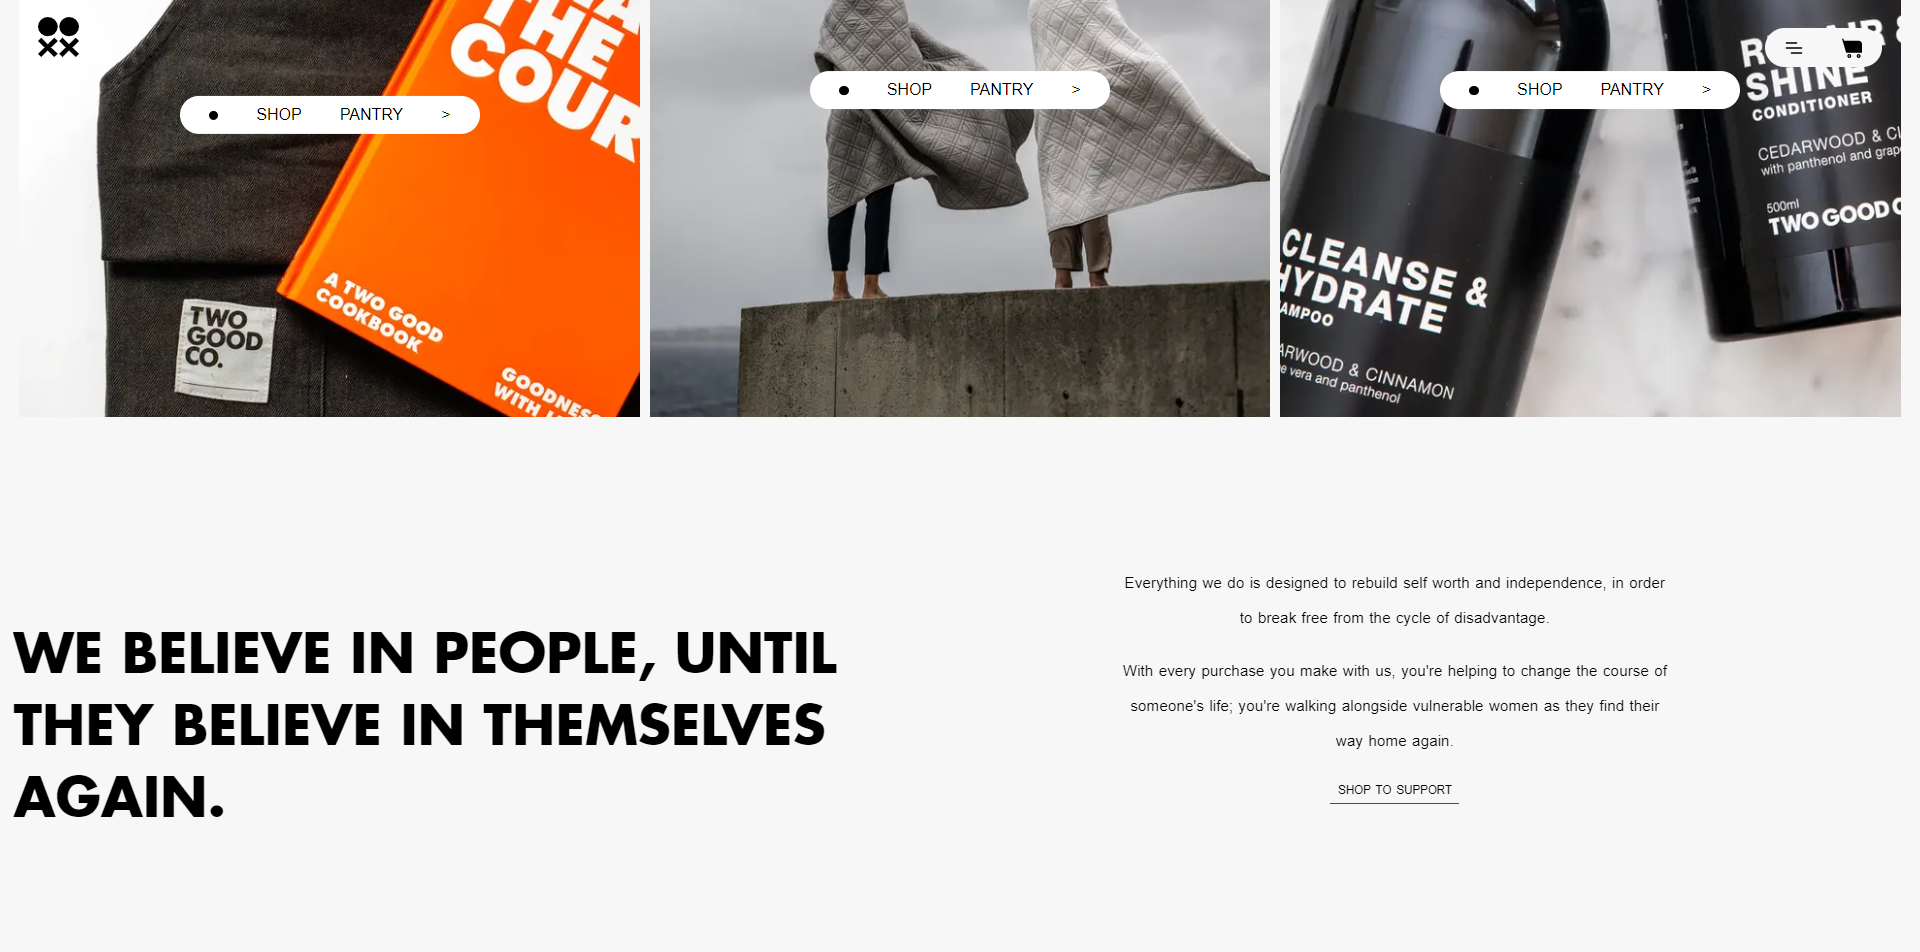 THE
COUR
A TWO GOOD
COOKBOOK
GOODNESS
WITH
TWO
GOOD
CO.
SHOP PANTRY >
SHOP PANTRY >
SHOP PANTRY >
CLEANSE &
HYDRATE
AMPOO
ARWOOD & CINNAMON
e vera and panthenol
SHINE
CONDITIONER
CEDARWOOD & CI
with panthenol and grap
500ml
TWO GOOD C
WE BELIEVE IN PEOPLE, UNTIL
THEY BELIEVE IN THEMSELVES
AGAIN.
Everything we do is designed to rebuild self worth and independence, in order
to break free from the cycle of disadvantage.
With every purchase you make with us, you're helping to change the course of
someone's life; you're walking alongside vulnerable women as they find their
way home again.
SHOP TO SUPPORT